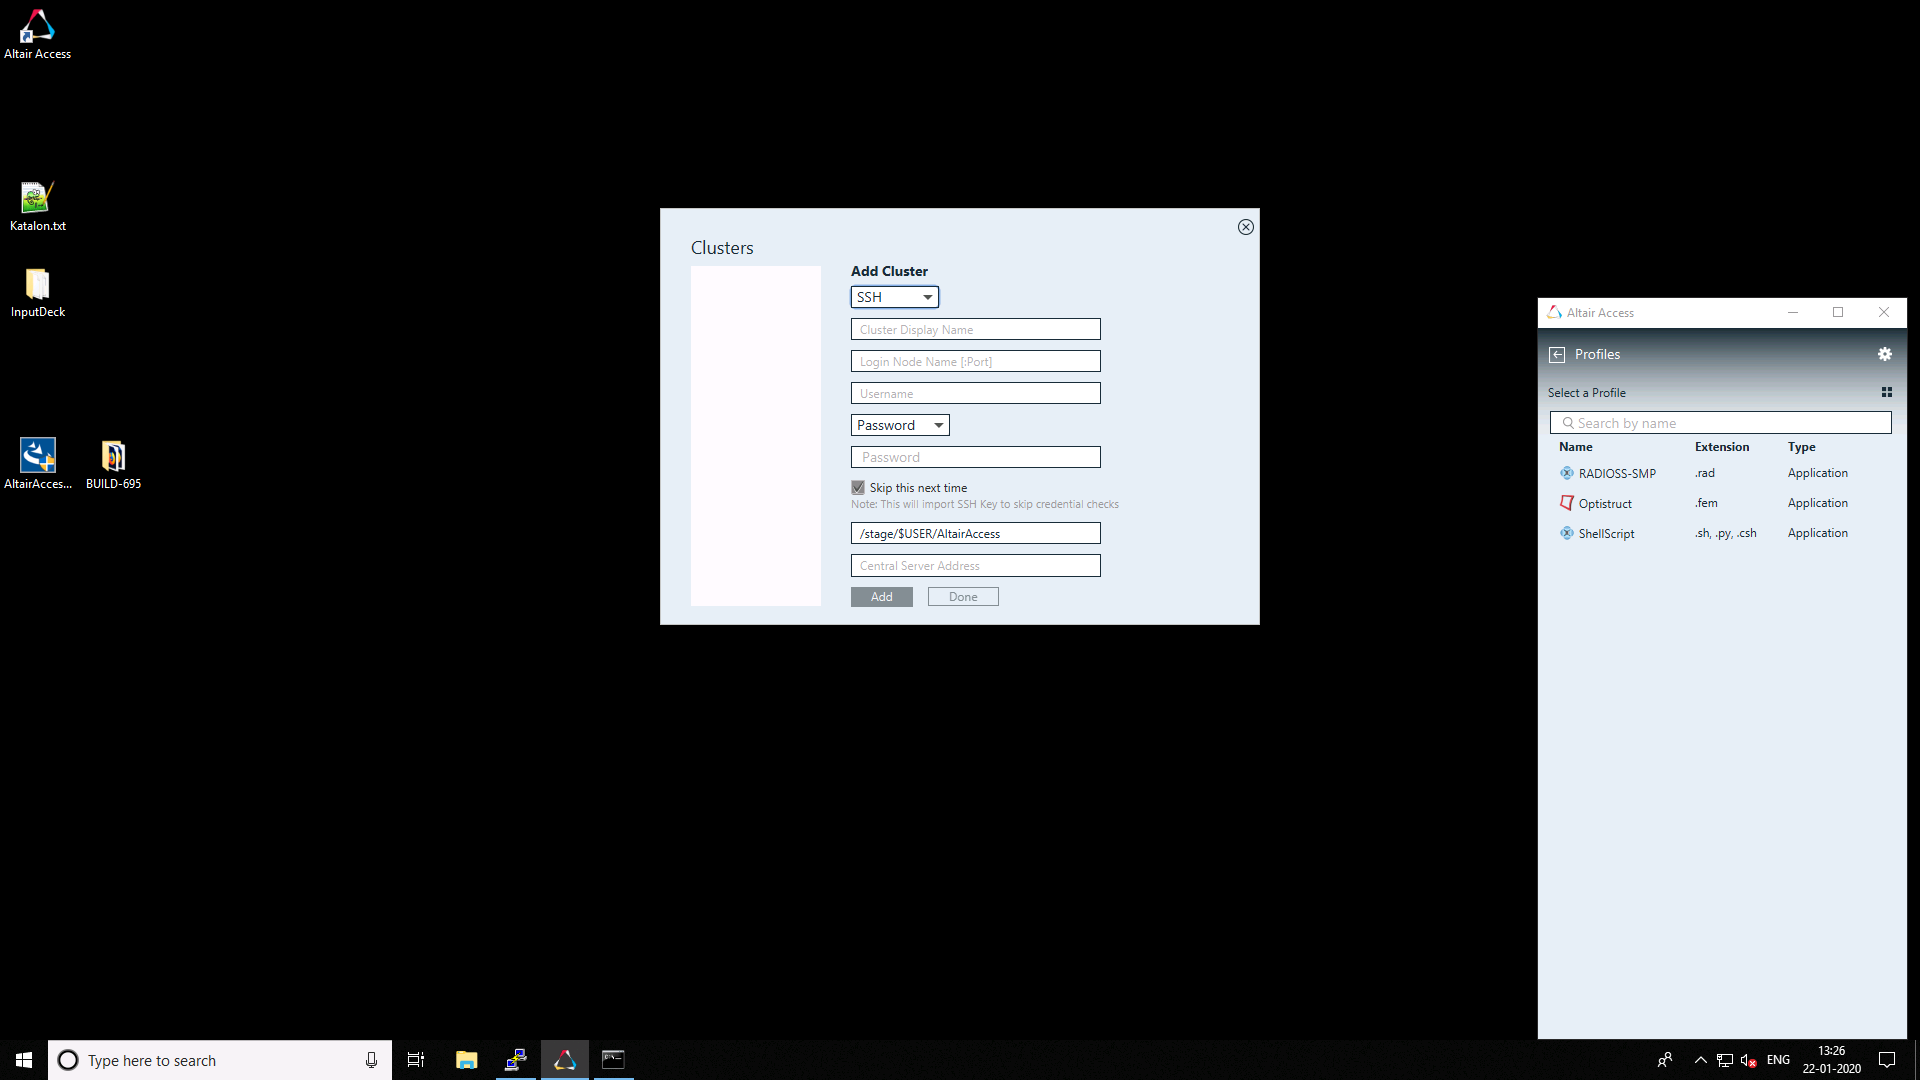 Altair Access
Katalon.txt
InputDeck
AltairAcces...
BUILD-695
Clusters
Add Cluster
SSH
Cluster Display Name
Login Node Name [:Port]
Username
Password
Password
Skip this next time
Note: This will import SSH Key to skip credential checks
/stage/$USER/AltairAccess
Central Server Address
Add
Done
Altair Access
Profiles
Select a Profile
Search by name
Name Extension Type
RADIOSS-SMP .rad Application
Optistruct .fem Application
ShellScript .sh, .py, .csh Application
Type here to search
ENG
13:26
22-01-2020